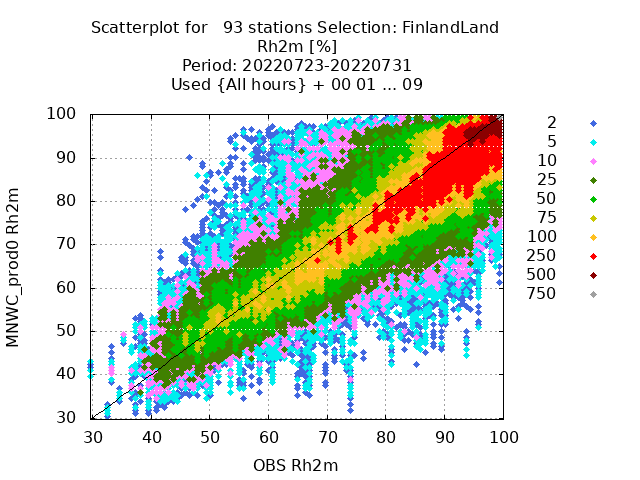 Scatterplot for   93 stations Selection: FinlandLand
Rh2m [%]
Period: 20220723-20220731
Used {All hours} + 00 01 ... 09
MNWC_prod0 Rh2m
100
90
80
70
60
50
40
30
30 40 50 60 70 80 90 100
OBS Rh2m
2
5
10
25
50
75
100
250
500
750